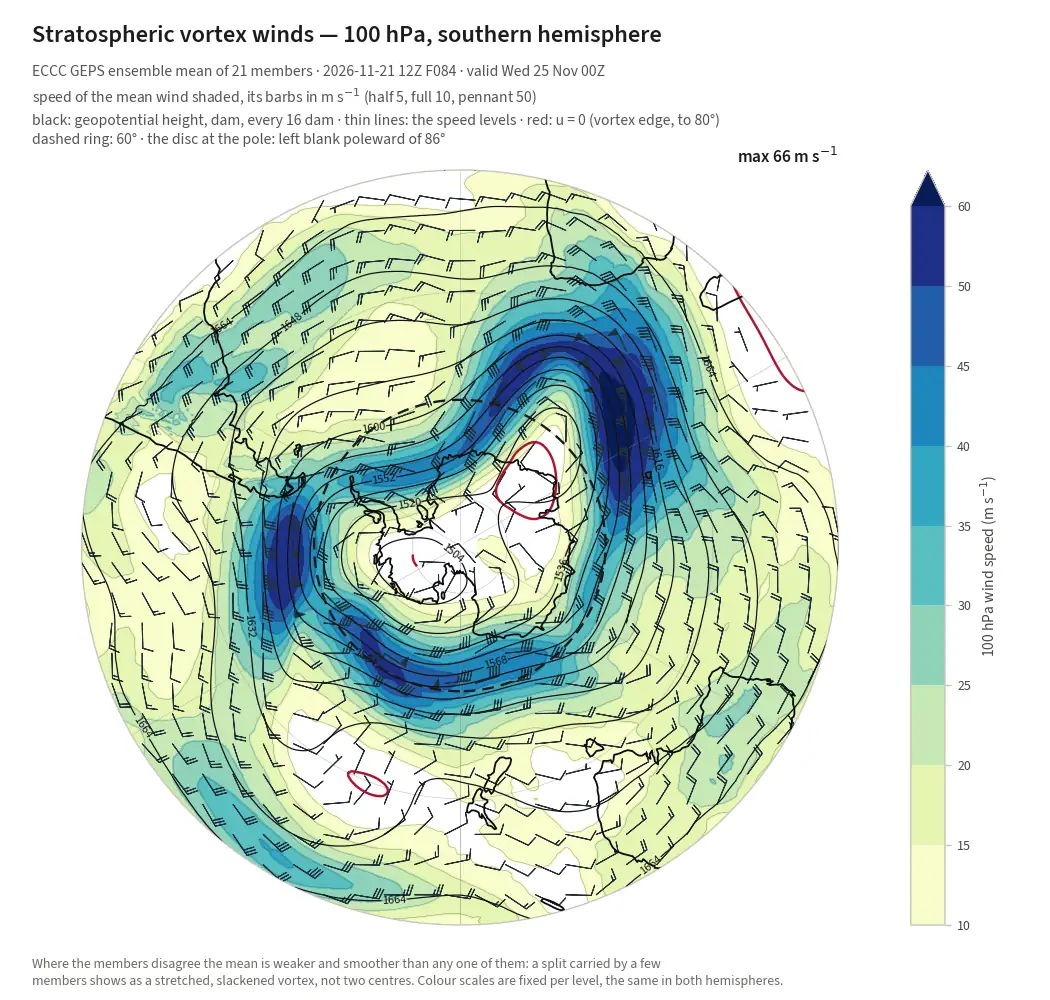 Stratospheric vortex winds — 100 hPa, southern hemisphere
ECCC GEPS ensemble mean of 21 members · 2026-11-21 12Z F084 · valid Wed 25 Nov 00Z
speed of the mean wind shaded, its barbs in m s⁻¹ (half 5, full 10, pennant 50)
black: geopotential height, dam, every 16 dam · thin lines: the speed levels · red: u = 0 (vortex edge, to 80°)
dashed ring: 60° · the disc at the pole: left blank poleward of 86°
max 66 m s⁻¹
60
50
45
40
35
30
25
20
15
10
100 hPa wind speed (m s⁻¹)
1664
1648
1664
1600
1616
1552
1520
1504
1536
1632
1568
1664
1664
1664
Where the members disagree the mean is weaker and smoother than any one of them: a split carried by a few
members shows as a stretched, slackened vortex, not two centres. Colour scales are fixed per level, the same in both hemispheres.